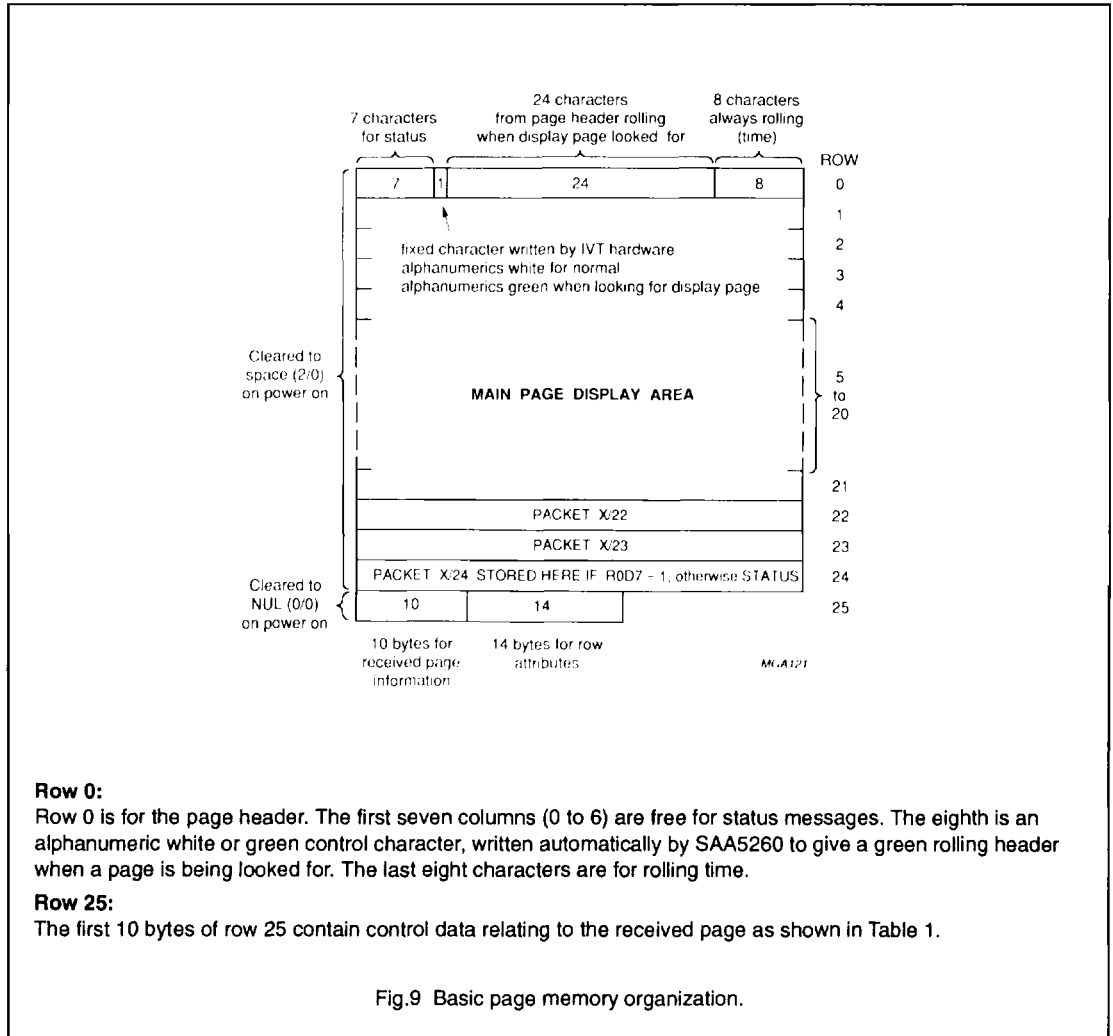 7 characters
for status
24 characters
from page header rolling
when display page looked for
8 characters
always rolling
(time)
ROW
7
1
24
8
0
1
fixed character written by IVT hardware
alphanumerics white for normal
alphanumerics green when looking for display page
2
3
4
Cleared to
space (2/0)
on power on
MAIN PAGE DISPLAY AREA
5
to
20
21
PACKET X/22
22
PACKET X/23
23
PACKET X/24 STORED HERE IF R0D7 = 1, otherwise STATUS
24
Cleared to
NUL (0/0)
on power on
10
14
25
10 bytes for
received page
information
14 bytes for row
attributes
MGA121
Row 0:
Row 0 is for the page header. The first seven columns (0 to 6) are free for status messages. The eighth is an
alphanumeric white or green control character, written automatically by SAA5260 to give a green rolling header
when a page is being looked for. The last eight characters are for rolling time.
Row 25:
The first 10 bytes of row 25 contain control data relating to the received page as shown in Table 1.
Fig.9 Basic page memory organization.